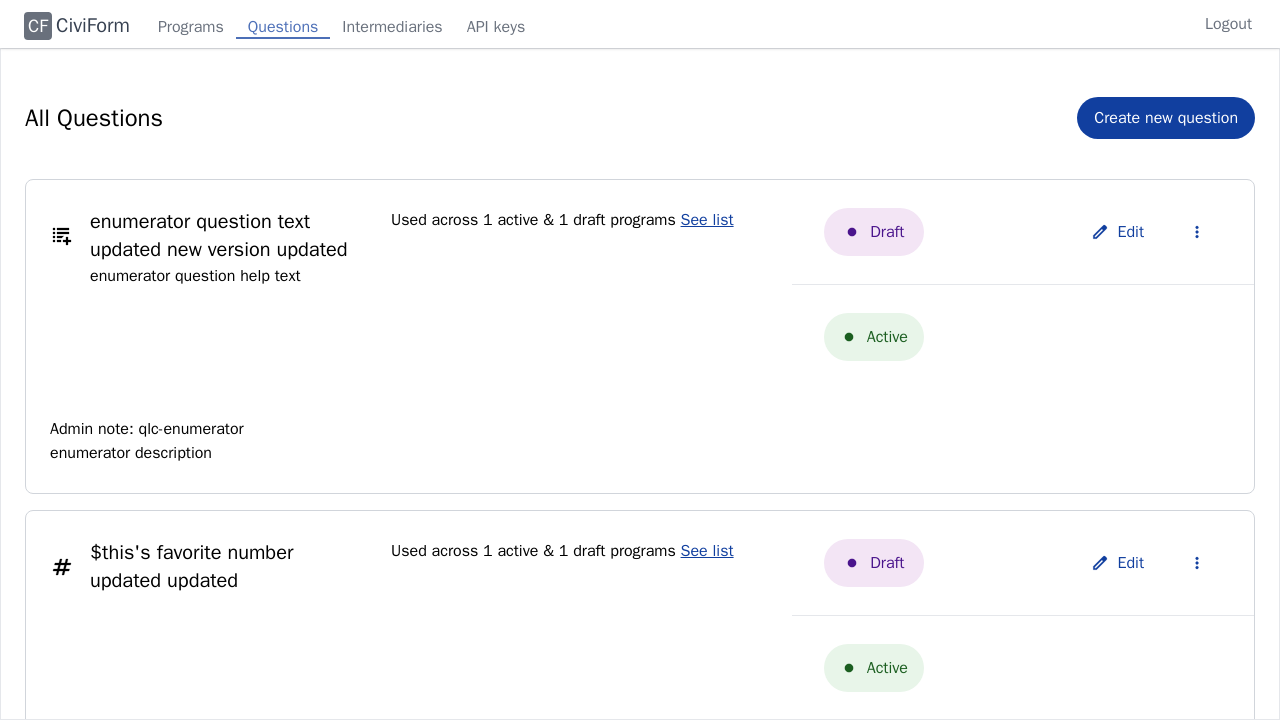 CF CiviForm Programs Questions Intermediaries API keys Logout
All Questions
Create new question
enumerator question text
updated new version updated
enumerator question help text
Used across 1 active & 1 draft programs See list
Draft
Edit
Active
Admin note: qlc-enumerator
enumerator description
$this's favorite number
updated updated
Used across 1 active & 1 draft programs See list
Draft
Edit
Active